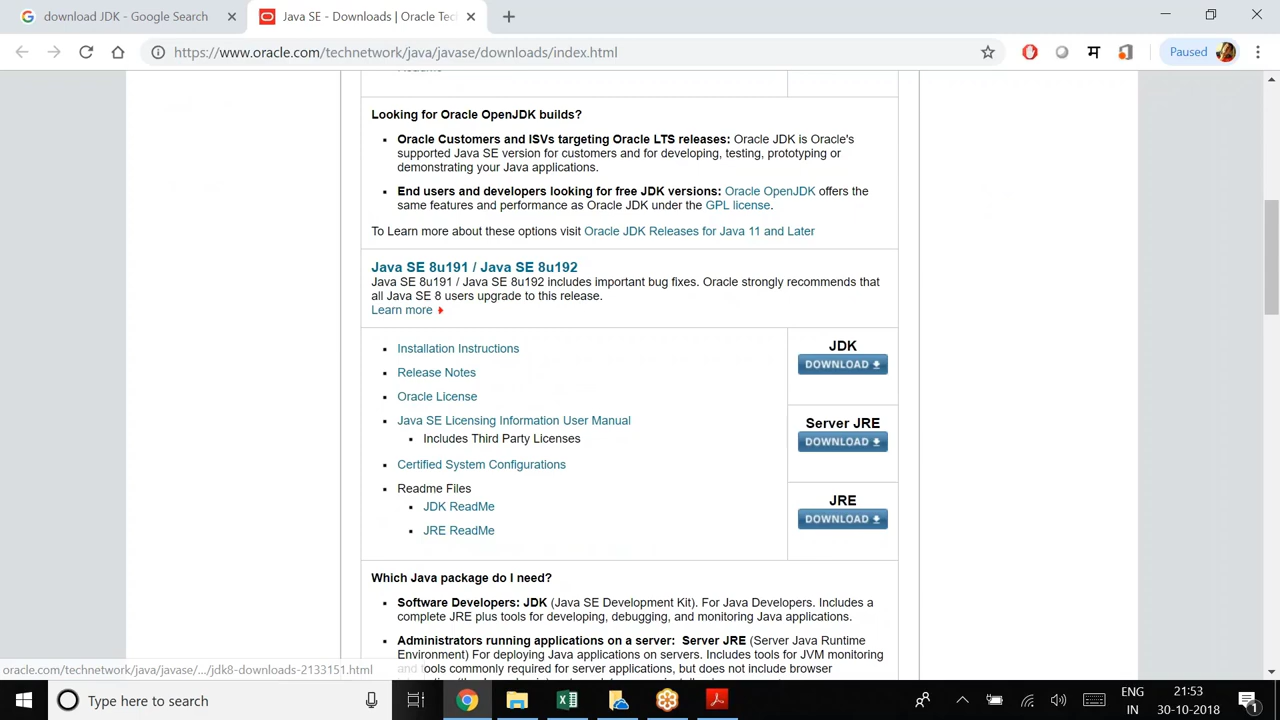 download JDK - Google Search
Java SE - Downloads | Oracle Tec
https://www.oracle.com/technetwork/java/javase/downloads/index.html
म
Paused
Looking for Oracle OpenJDK builds?
Oracle Customers and ISVs targeting Oracle LTS releases: Oracle JDK is Oracle's
supported Java SE version for customers and for developing, testing, prototyping or
demonstrating your Java applications.
End users and developers looking for free JDK versions: Oracle OpenJDK offers the
same features and performance as Oracle JDK under the GPL license.
To Learn more about these options visit Oracle JDK Releases for Java 11 and Later
Java SE 8u191 / Java SE 8u192
Java SE 8u191 / Java SE 8u192 includes important bug fixes. Oracle strongly recommends that
all Java SE 8 users upgrade to this release.
Learn more
Installation Instructions
Release Notes
Oracle License
Java SE Licensing Information User Manual
Includes Third Party Licenses
Certified System Configurations
Readme Files
JDK ReadMe
JRE ReadMe
JDK
DOWNLOAD
Server JRE
DOWNLOAD
JRE
DOWNLOAD
Which Java package do I need?
Software Developers: JDK (Java SE Development Kit). For Java Developers. Includes a
complete JRE plus tools for developing, debugging, and monitoring Java applications.
Administrators running applications on a server: Server JRE (Server Java Runtime
Environment) For deploying Java applications on servers. Includes tools for JVM monitoring
and tools commonly required for server applications, but does not include browser
oracle.com/technetwork/java/javase/.../jdk8-downloads-2133151.html
Type here to search
ENG
IN
21:53
30-10-2018
1